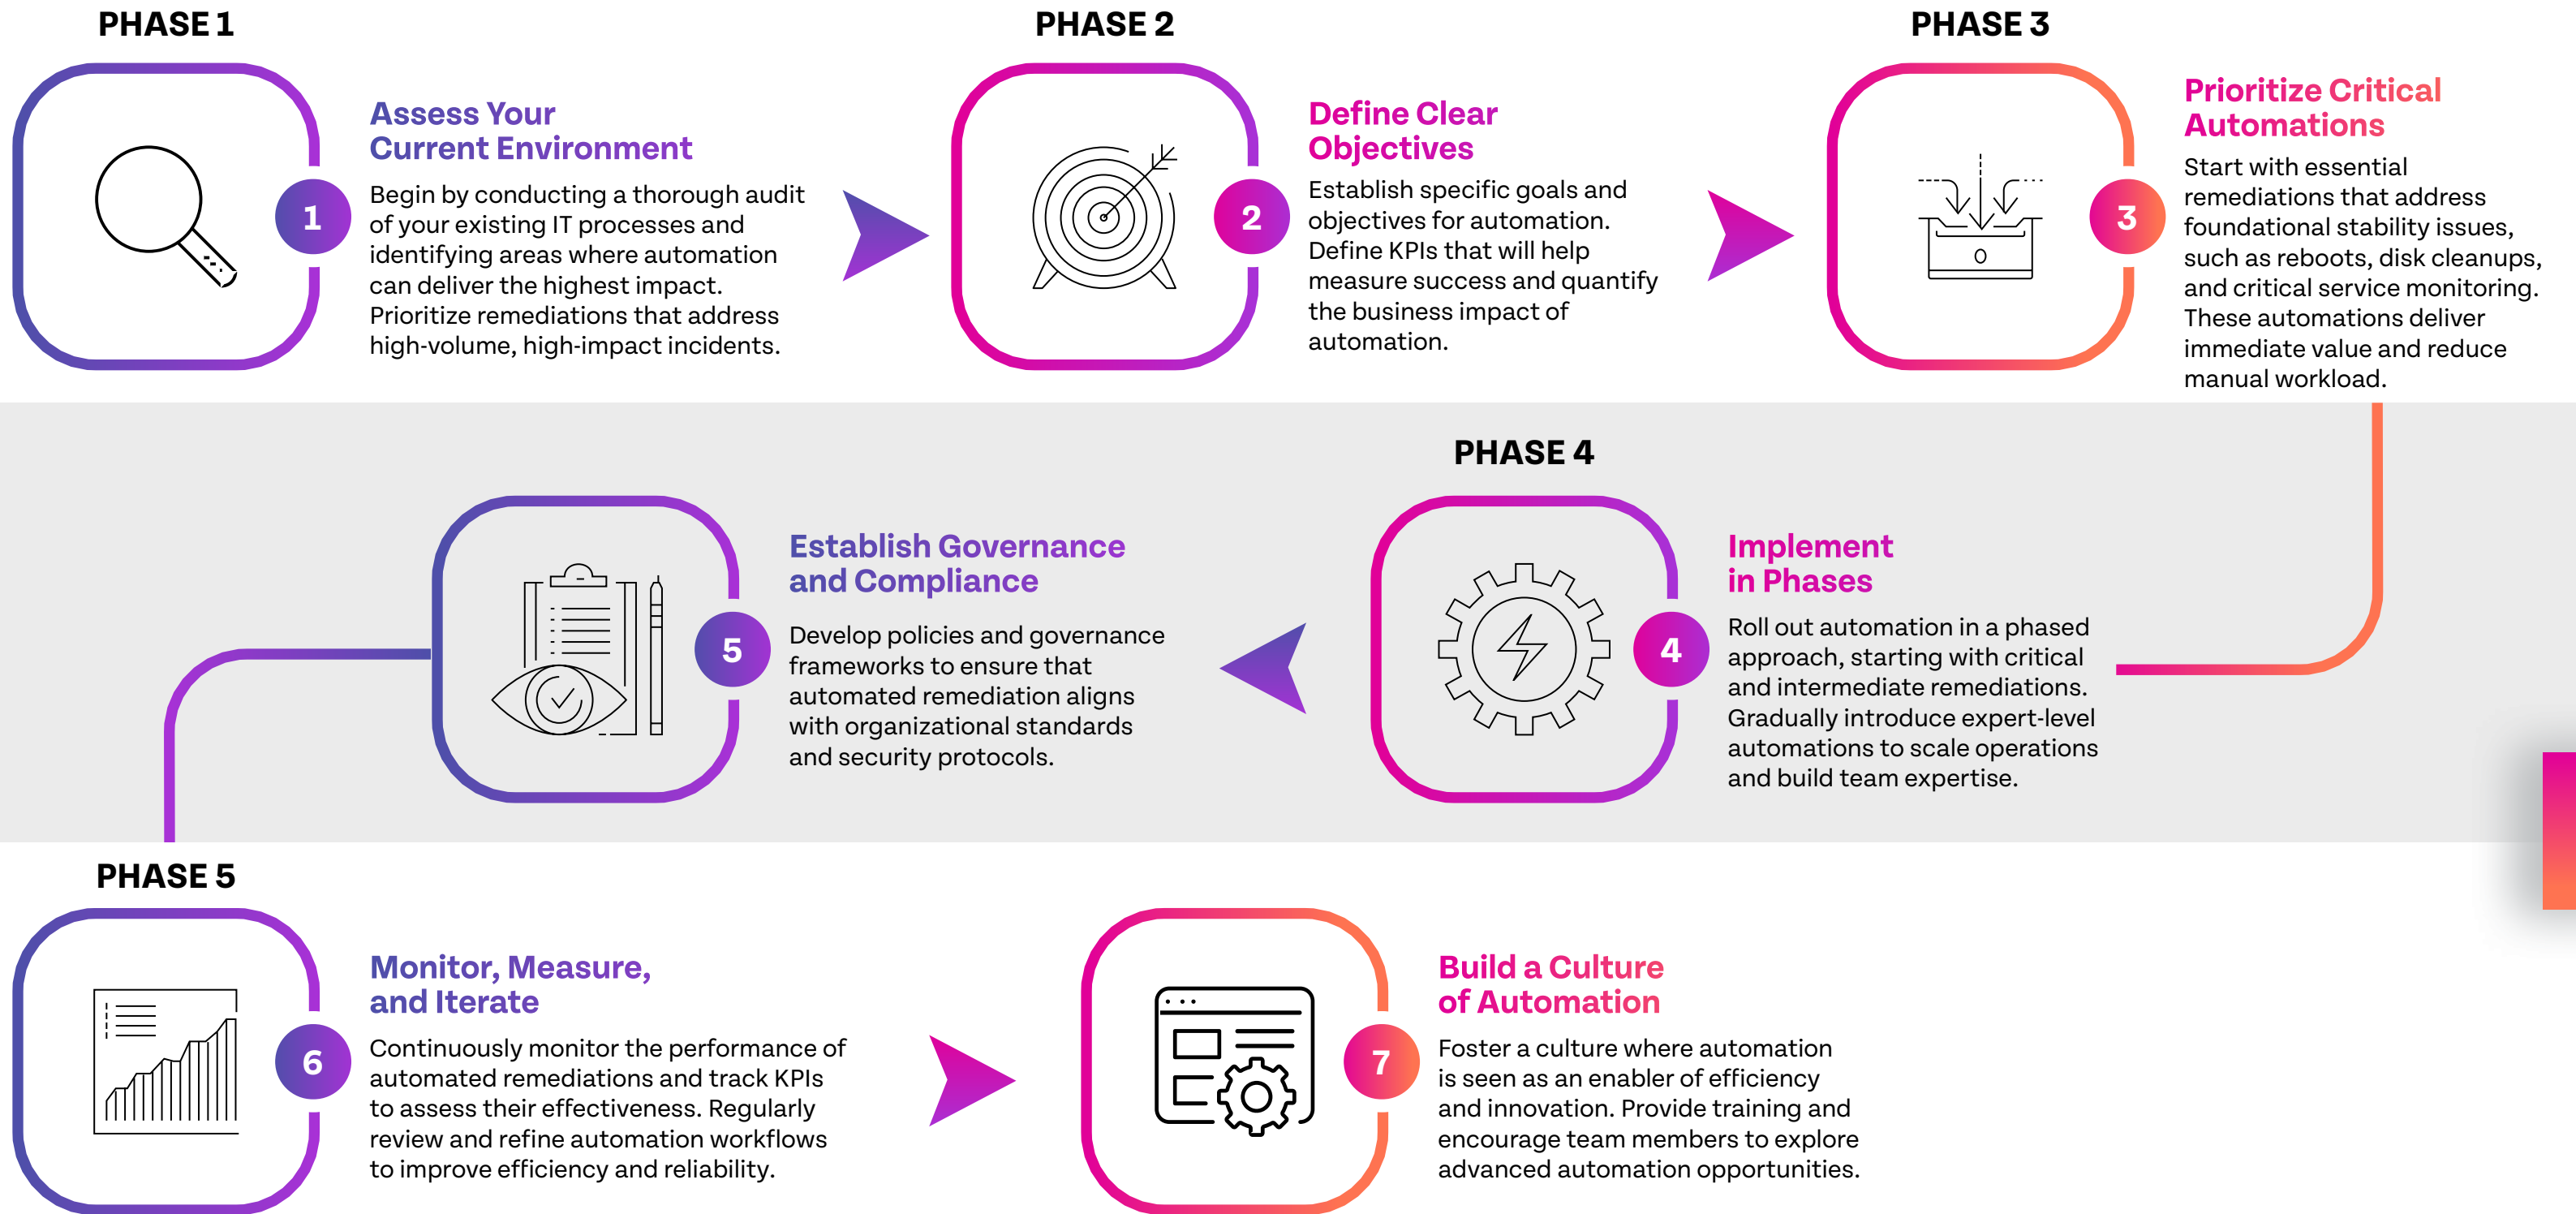 PHASE 1
1
Assess Your
Current Environment
Begin by conducting a thorough audit
of your existing IT processes and
identifying areas where automation
can deliver the highest impact.
Prioritize remediations that address
high-volume, high-impact incidents.
PHASE 2
2
Define Clear
Objectives
Establish specific goals and
objectives for automation.
Define KPIs that will help
measure success and quantify
the business impact of
automation.
PHASE 3
3
Prioritize Critical
Automations
Start with essential
remediations that address
foundational stability issues,
such as reboots, disk cleanups,
and critical service monitoring.
These automations deliver
immediate value and reduce
manual workload.
PHASE 4
4
Implement
in Phases
Roll out automation in a phased
approach, starting with critical
and intermediate remediations.
Gradually introduce expert-level
automations to scale operations
and build team expertise.
5
Establish Governance
and Compliance
Develop policies and governance
frameworks to ensure that
automated remediation aligns
with organizational standards
and security protocols.
PHASE 5
6
Monitor, Measure,
and Iterate
Continuously monitor the performance of
automated remediations and track KPIs
to assess their effectiveness. Regularly
review and refine automation workflows
to improve efficiency and reliability.
7
Build a Culture
of Automation
Foster a culture where automation
is seen as an enabler of efficiency
and innovation. Provide training and
encourage team members to explore
advanced automation opportunities.